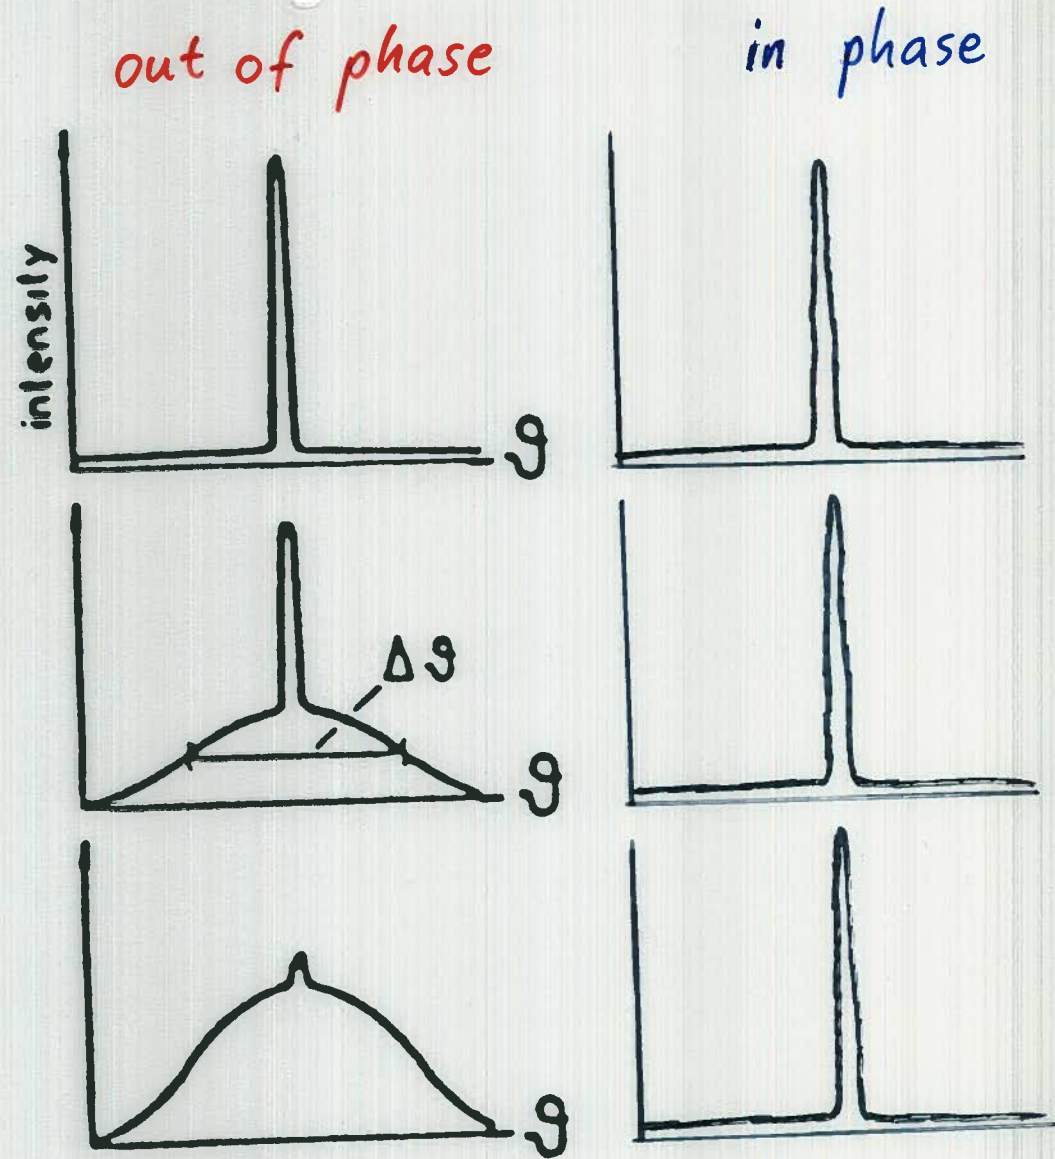 out of phase
in phase
intensity
ϑ
Δϑ
ϑ
ϑ